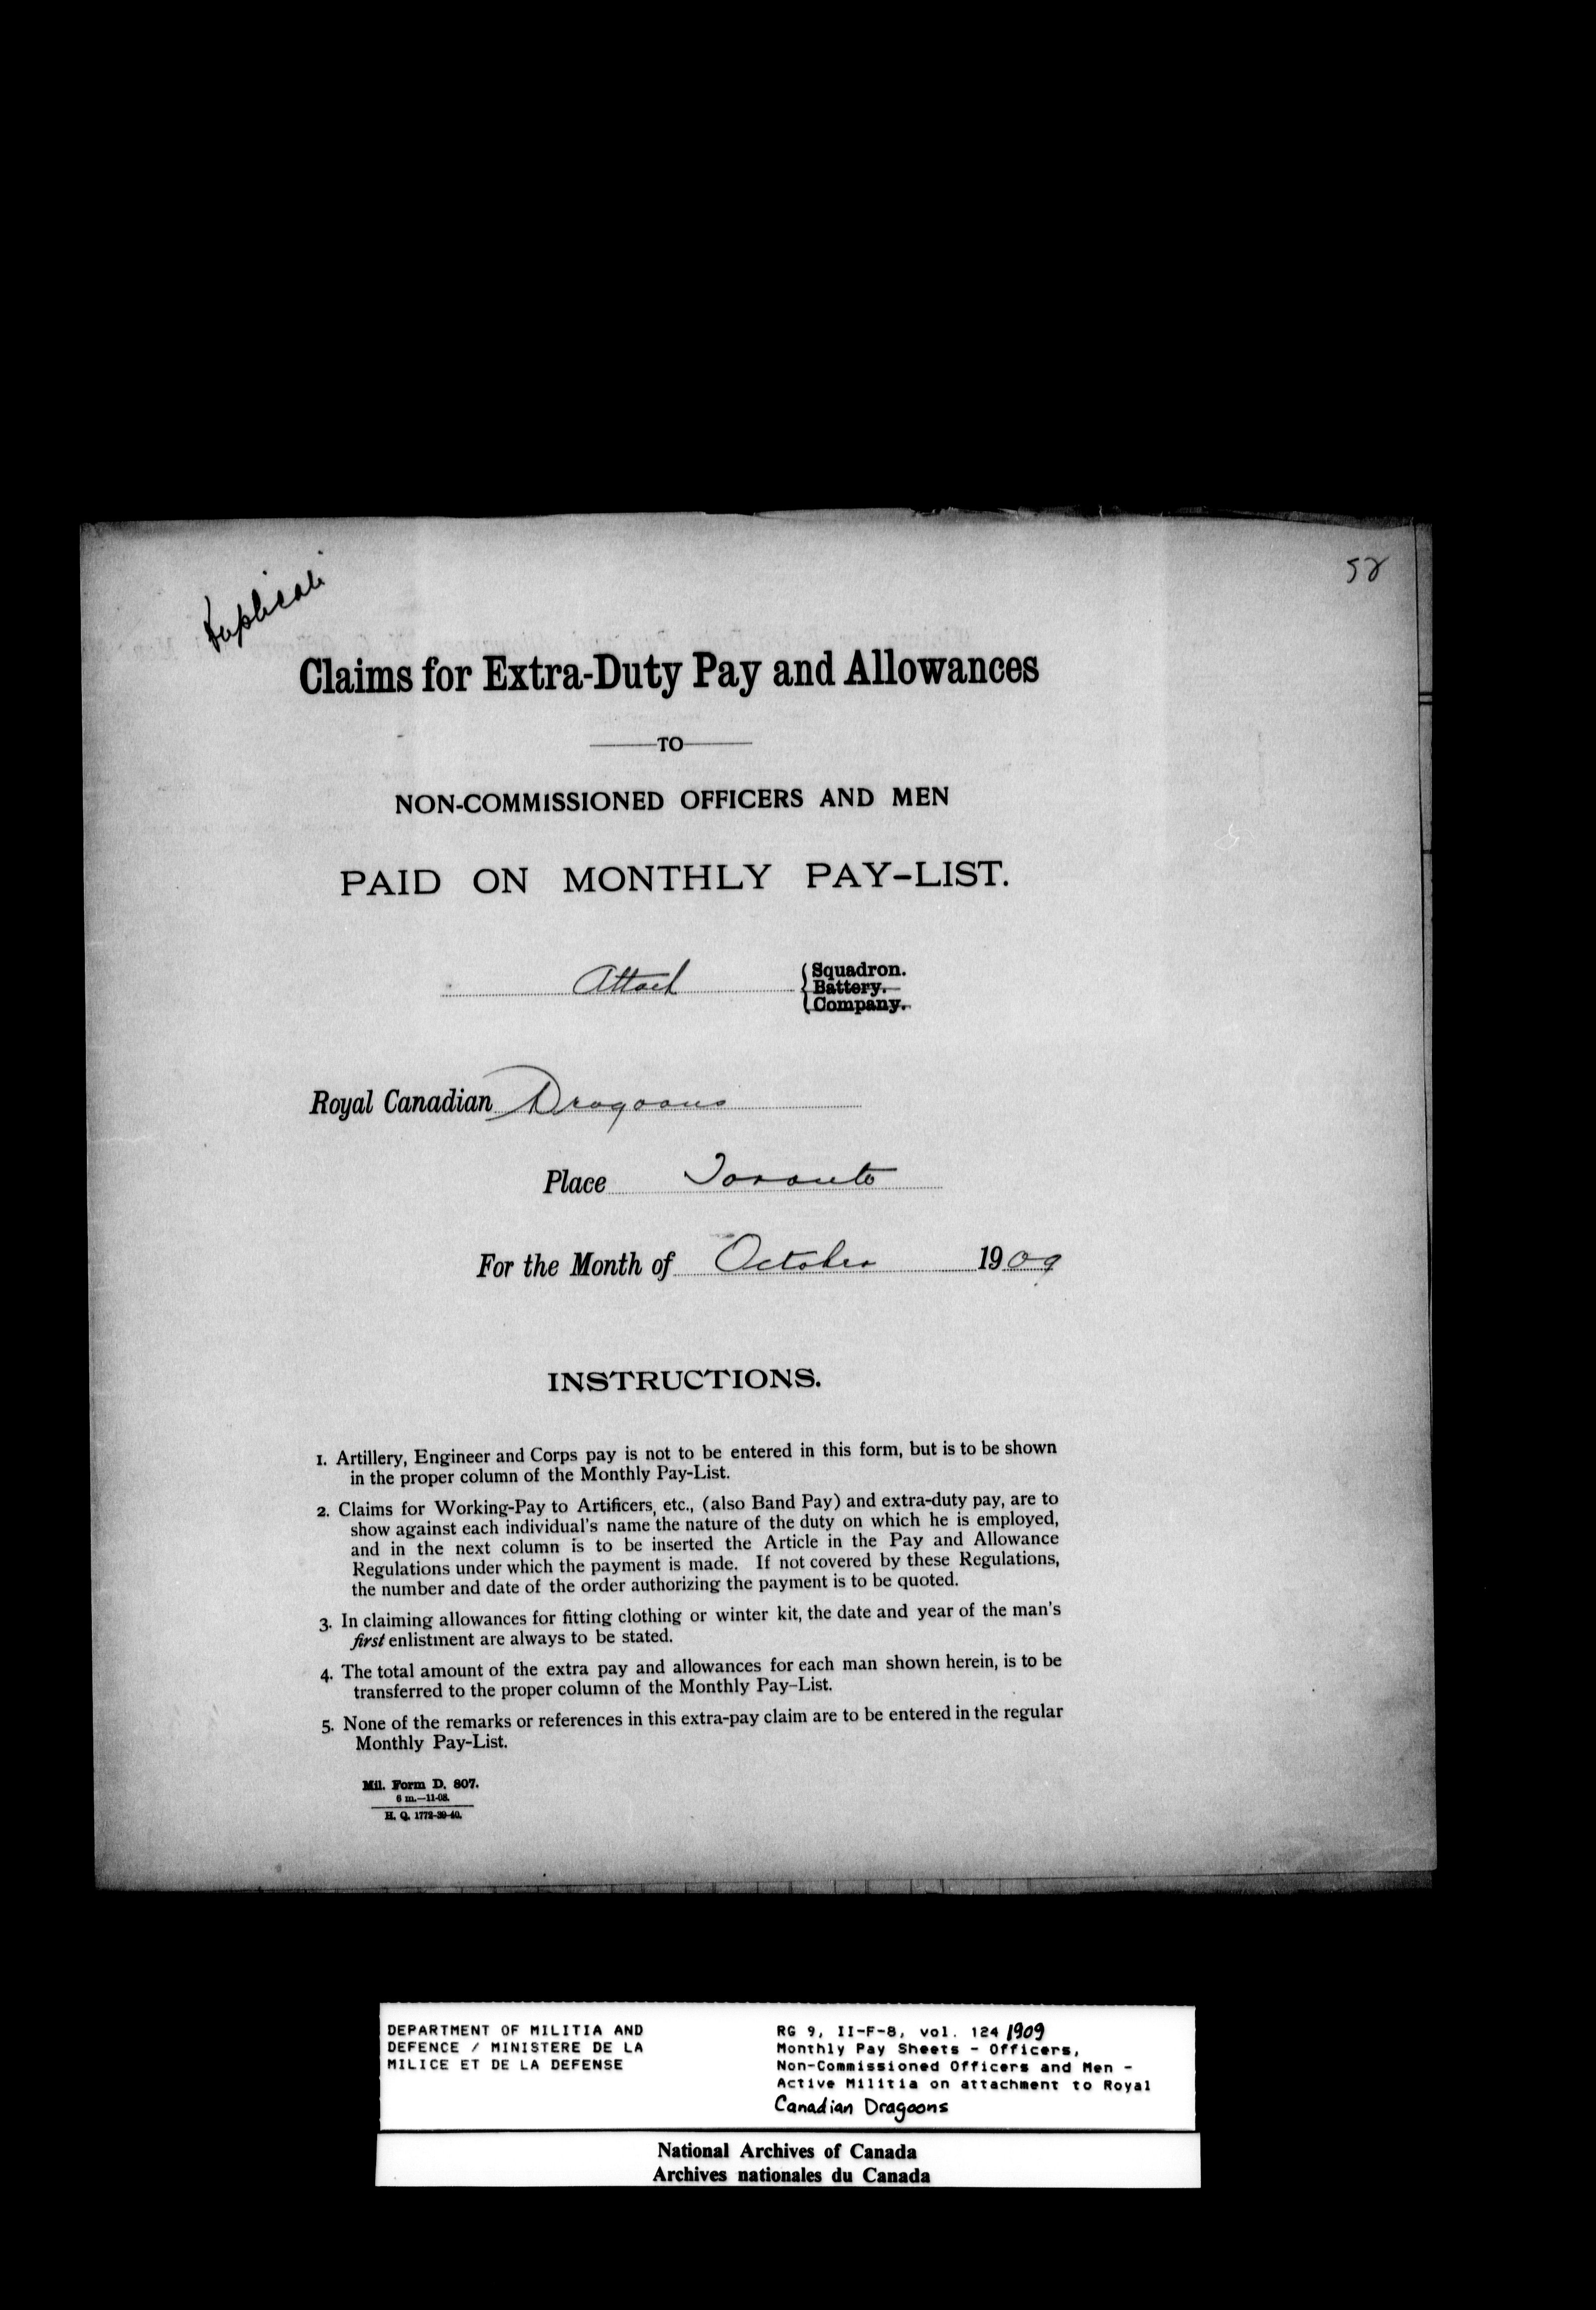 Duplicate
58
Claims for Extra-Duty Pay and Allowances
TO
NON-COMMISSIONED OFFICERS AND MEN
PAID ON MONTHLY PAY-LIST.
Attach
Squadron.
Battery.
Company.
Royal Canadian Dragoons
Place Toronto
For the Month of October 1909
INSTRUCTIONS.
1. Artillery, Engineer and Corps pay is not to be entered in this form, but is to be shown
in the proper column of the Monthly Pay-List.
2. Claims for Working-Pay to Artificers, etc., (also Band Pay) and extra-duty pay, are to
show against each individual's name the nature of the duty on which he is employed,
and in the next column is to be inserted the Article in the Pay and Allowance
Regulations under which the payment is made. If not covered by these Regulations,
the number and date of the order authorizing the payment is to be quoted.
3. In claiming allowances for fitting clothing or winter kit, the date and year of the man's
first enlistment are always to be stated.
4. The total amount of the extra pay and allowances for each man shown herein, is to be
transferred to the proper column of the Monthly Pay-List.
5. None of the remarks or references in this extra-pay claim are to be entered in the regular
Monthly Pay-List.
Mil. Form D. 807.
6 m.—11-08.
H. Q. 1772-39-40.
DEPARTMENT OF MILITIA AND
DEFENCE / MINISTERE DE LA
MILICE ET DE LA DEFENSE
RG 9, II-F-8, vol. 124 1909
Monthly Pay Sheets - Officers,
Non-Commissioned Officers and Men -
Active Militia on attachment to Royal
Canadian Dragoons
National Archives of Canada
Archives nationales du Canada